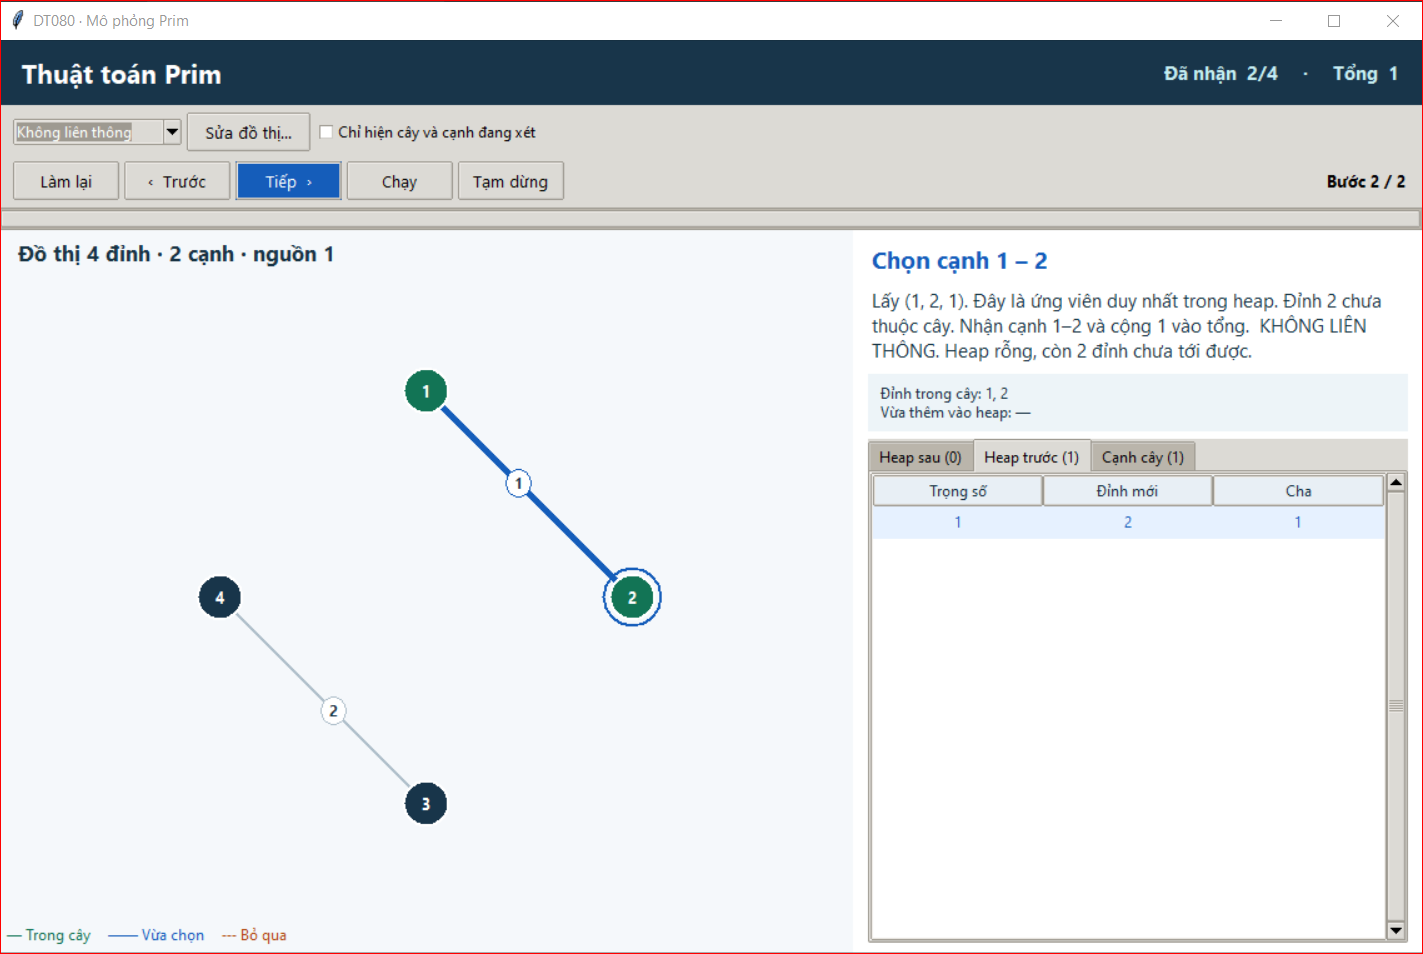 DT080 · Mô phỏng Prim
Thuật toán Prim
Đã nhận 2/4 · Tổng 1
Không liên thông
Sửa đồ thị...
Chỉ hiện cây và cạnh đang xét
Làm lại
‹ Trước
Tiếp ›
Chạy
Tạm dừng
Bước 2 / 2
Đồ thị 4 đỉnh · 2 cạnh · nguồn 1
1
1
2
4
2
3
— Trong cây
—— Vừa chọn
--- Bỏ qua
Chọn cạnh 1 – 2
Lấy (1, 2, 1). Đây là ứng viên duy nhất trong heap. Đỉnh 2 chưa
thuộc cây. Nhận cạnh 1–2 và cộng 1 vào tổng. KHÔNG LIÊN
THÔNG. Heap rỗng, còn 2 đỉnh chưa tới được.
Đỉnh trong cây: 1, 2
Vừa thêm vào heap: —
Heap sau (0)
Heap trước (1)
Cạnh cây (1)
Trọng số Đỉnh mới Cha
1 2 1